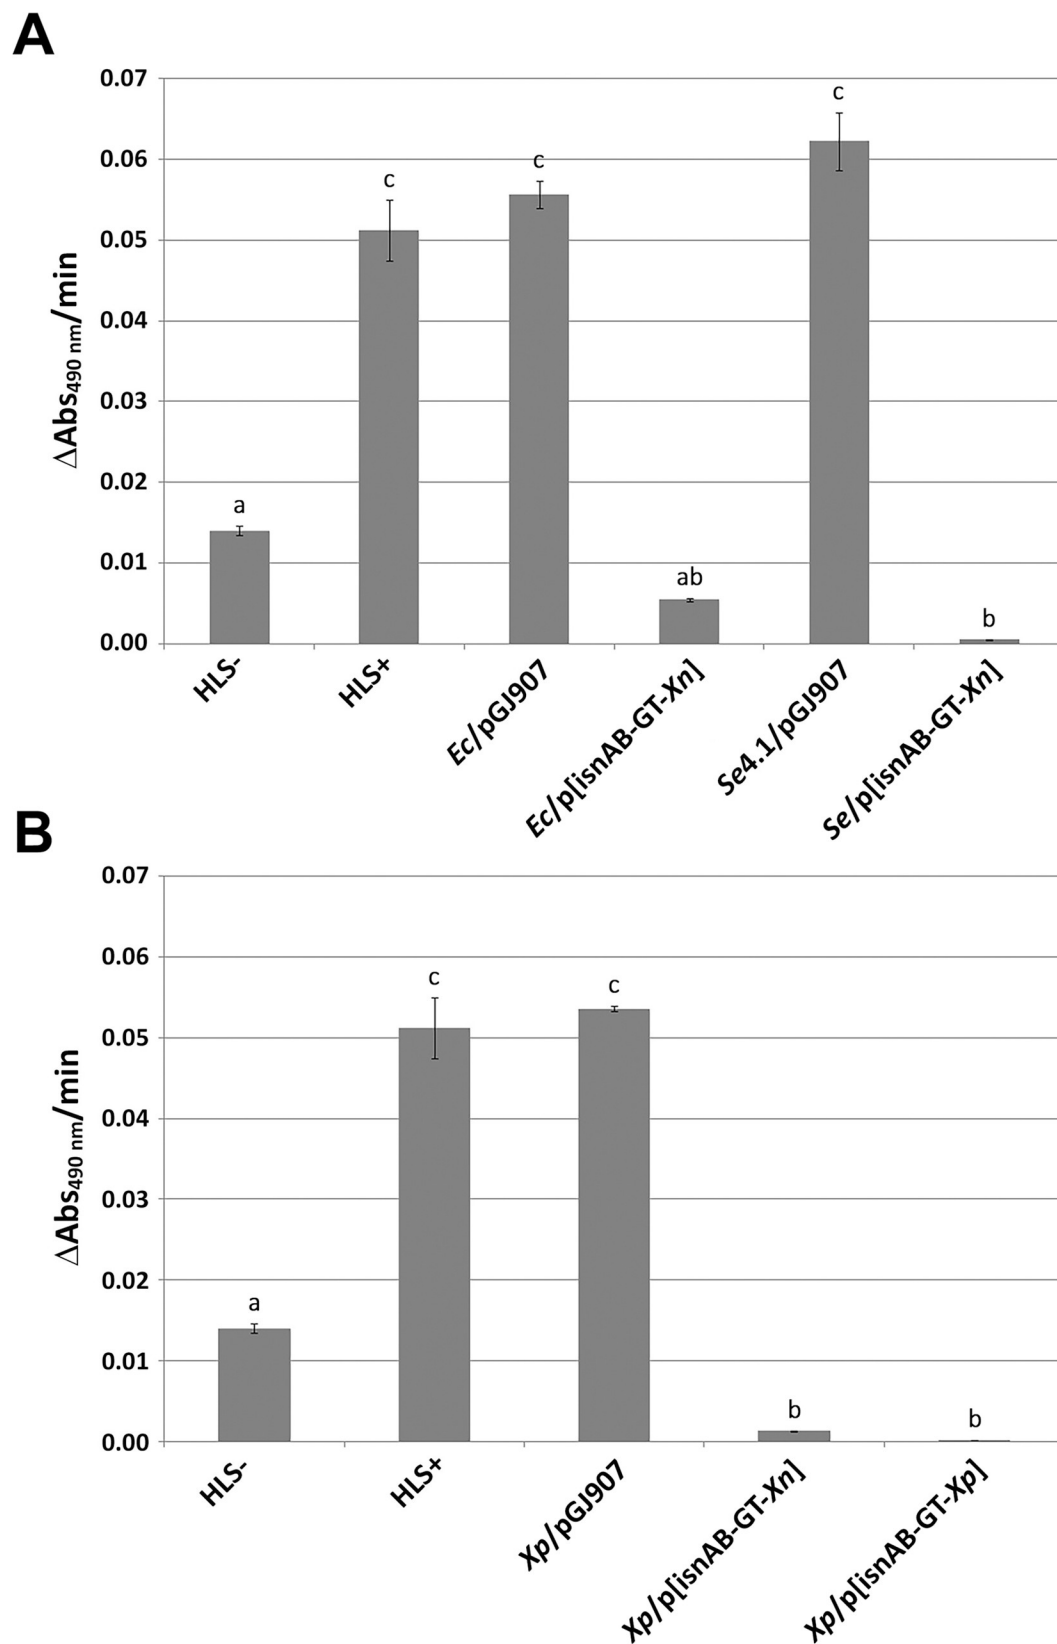 A
0.07
0.06
0.05
0.04
0.03
0.02
0.01
0.00
ΔAbs490 nm/min
a
c
c
ab
c
b
HLS-
HLS+
Ec/pGJ907
Ec/p[isnAB-GT-Xn]
Se4.1/pGJ907
Se/p[isnAB-GT-Xn]
B
0.07
0.06
0.05
0.04
0.03
0.02
0.01
0.00
ΔAbs490 nm/min
a
c
c
b
b
HLS-
HLS+
Xp/pGJ907
Xp/p[isnAB-GT-Xn]
Xp/p[isnAB-GT-Xp]